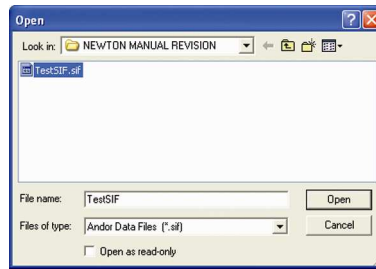 Open
Look in: NEWTON MANUAL REVISION
TestSIF.sif
File name: TestSIF Open
Files of type: Andor Data Files (*.sif) Cancel
Open as read-only